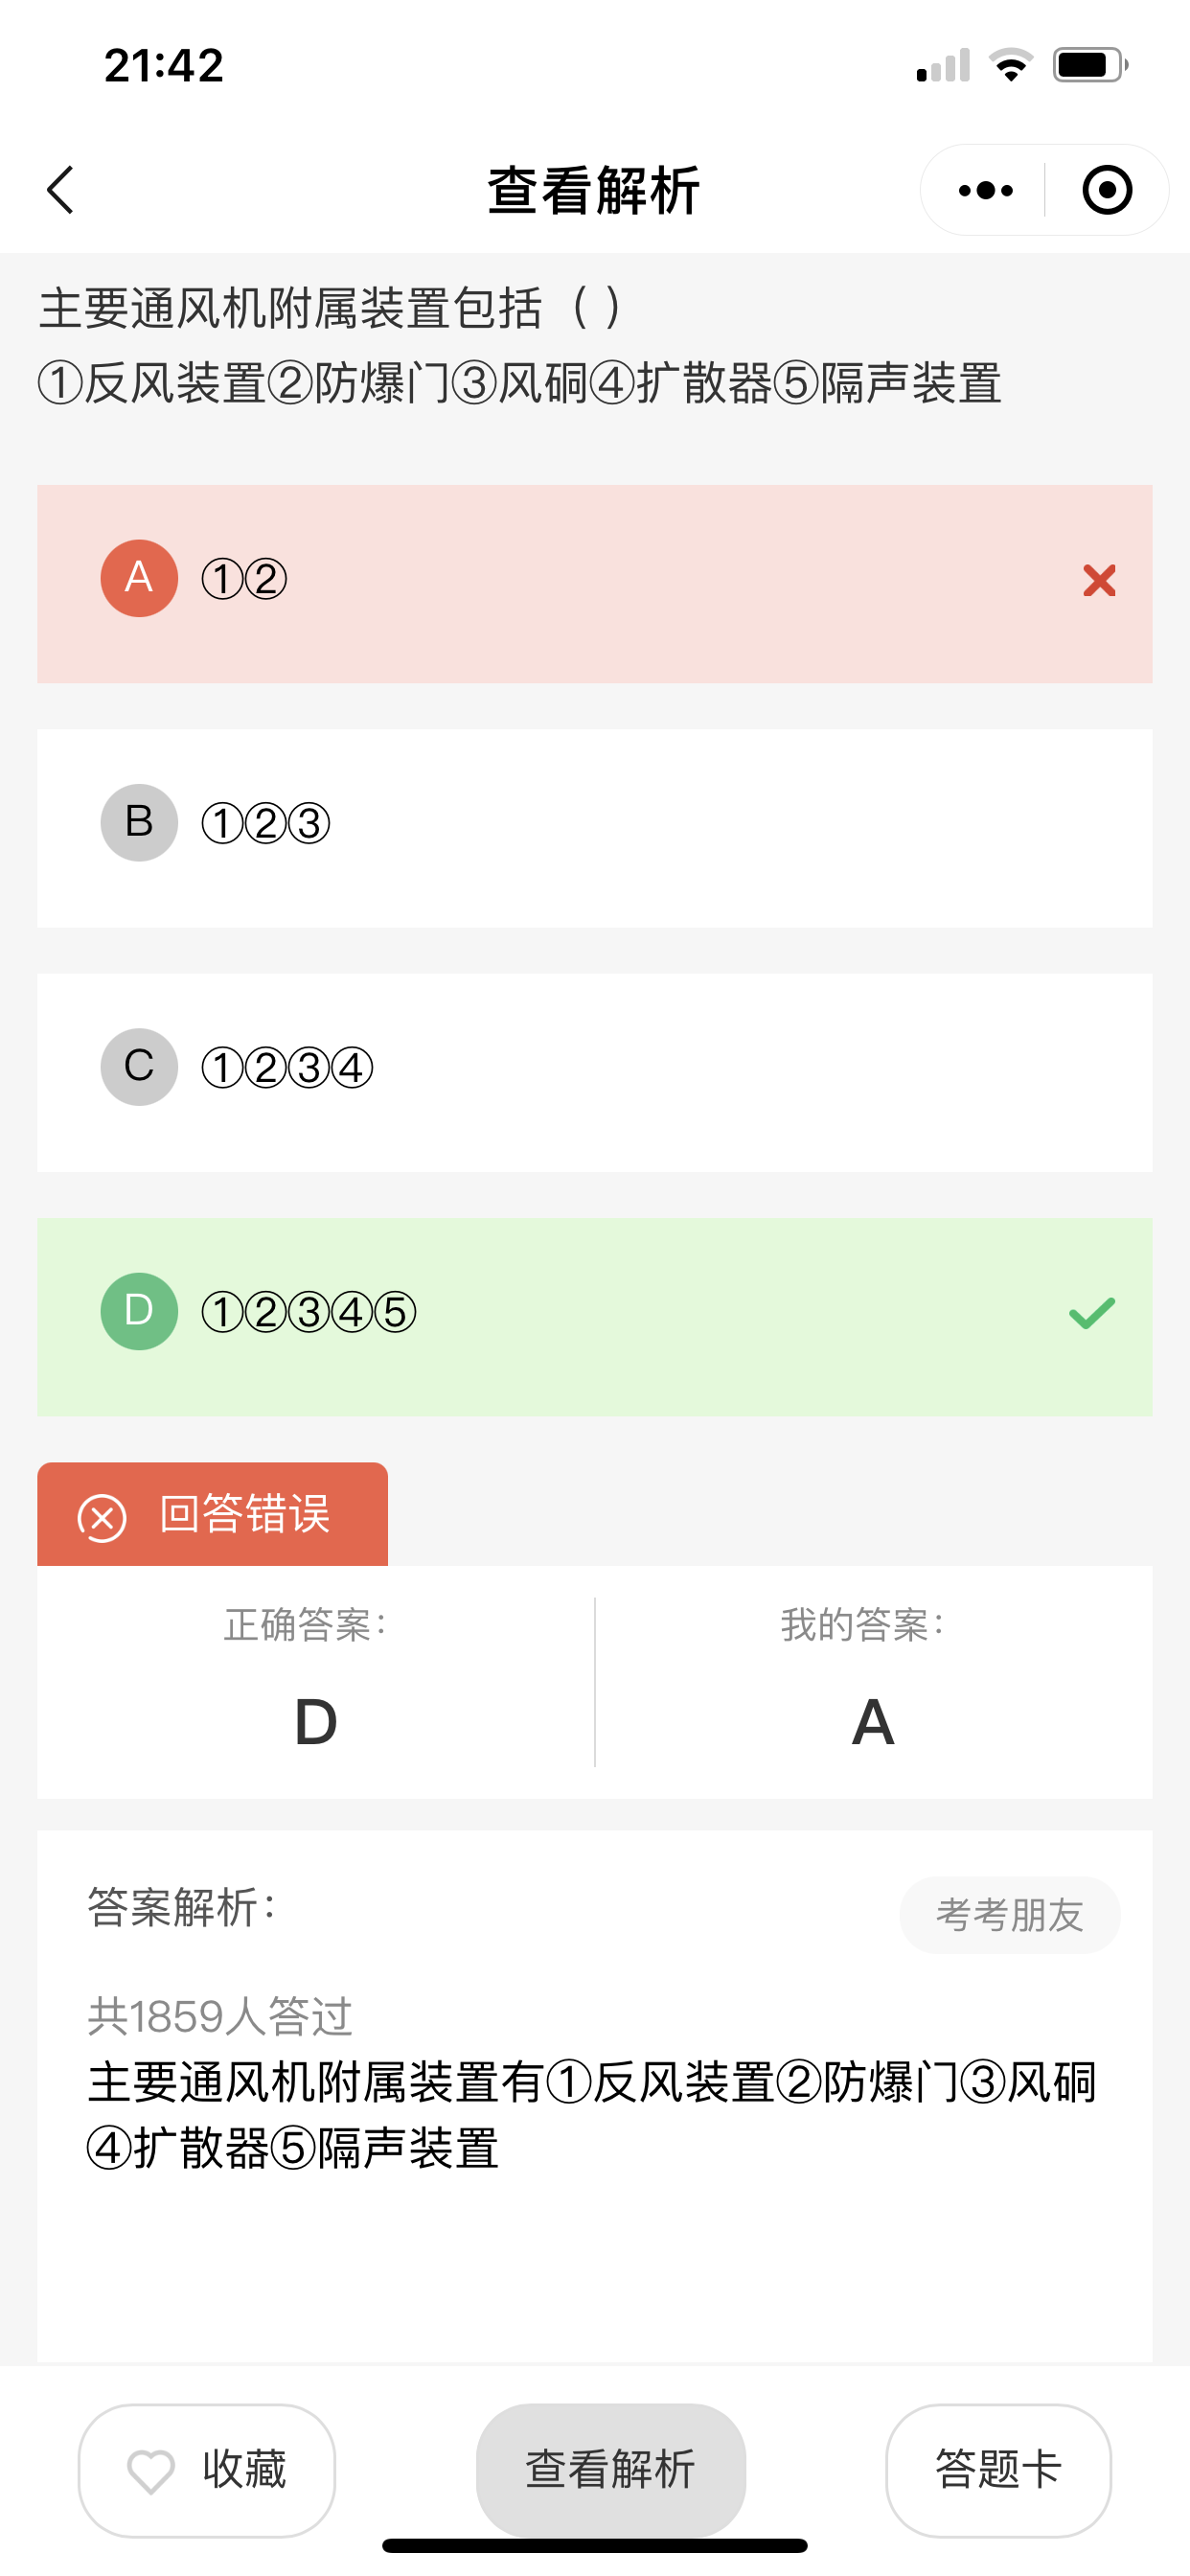 21:42
查看解析
主要通风机附属装置包括（ ）
①反风装置②防爆门③风硐④扩散器⑤隔声装置
A ①②
B ①②③
C ①②③④
D ①②③④⑤
回答错误
正确答案： 我的答案：
D A
答案解析： 考考朋友
共1859人答过
主要通风机附属装置有①反风装置②防爆门③风硐
④扩散器⑤隔声装置
收藏 查看解析 答题卡